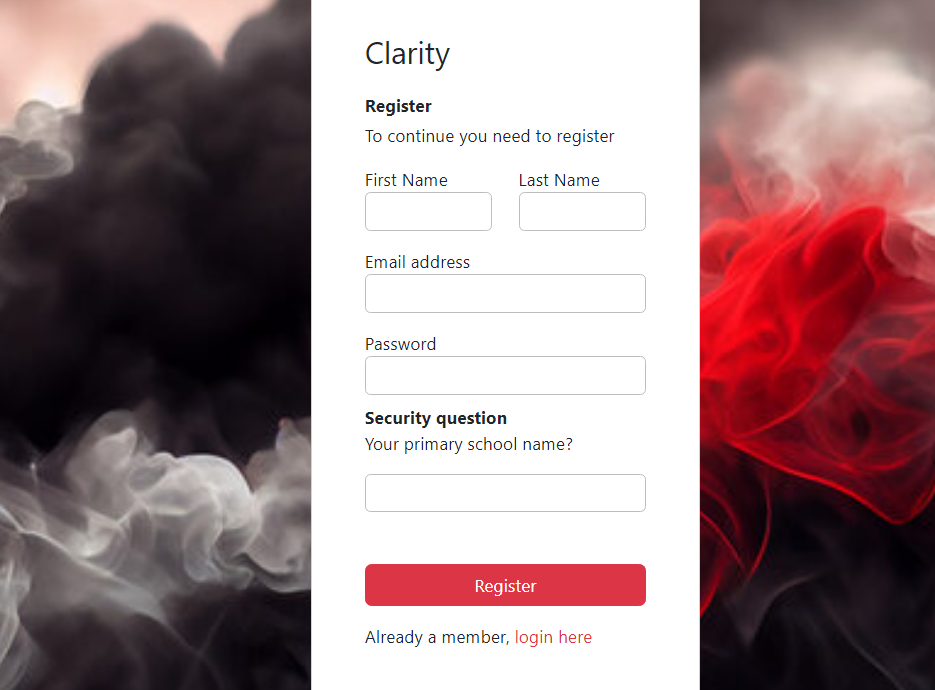 Clarity
Register
To continue you need to register
First Name Last Name
Email address
Password
Security question
Your primary school name?
Register
Already a member, login here